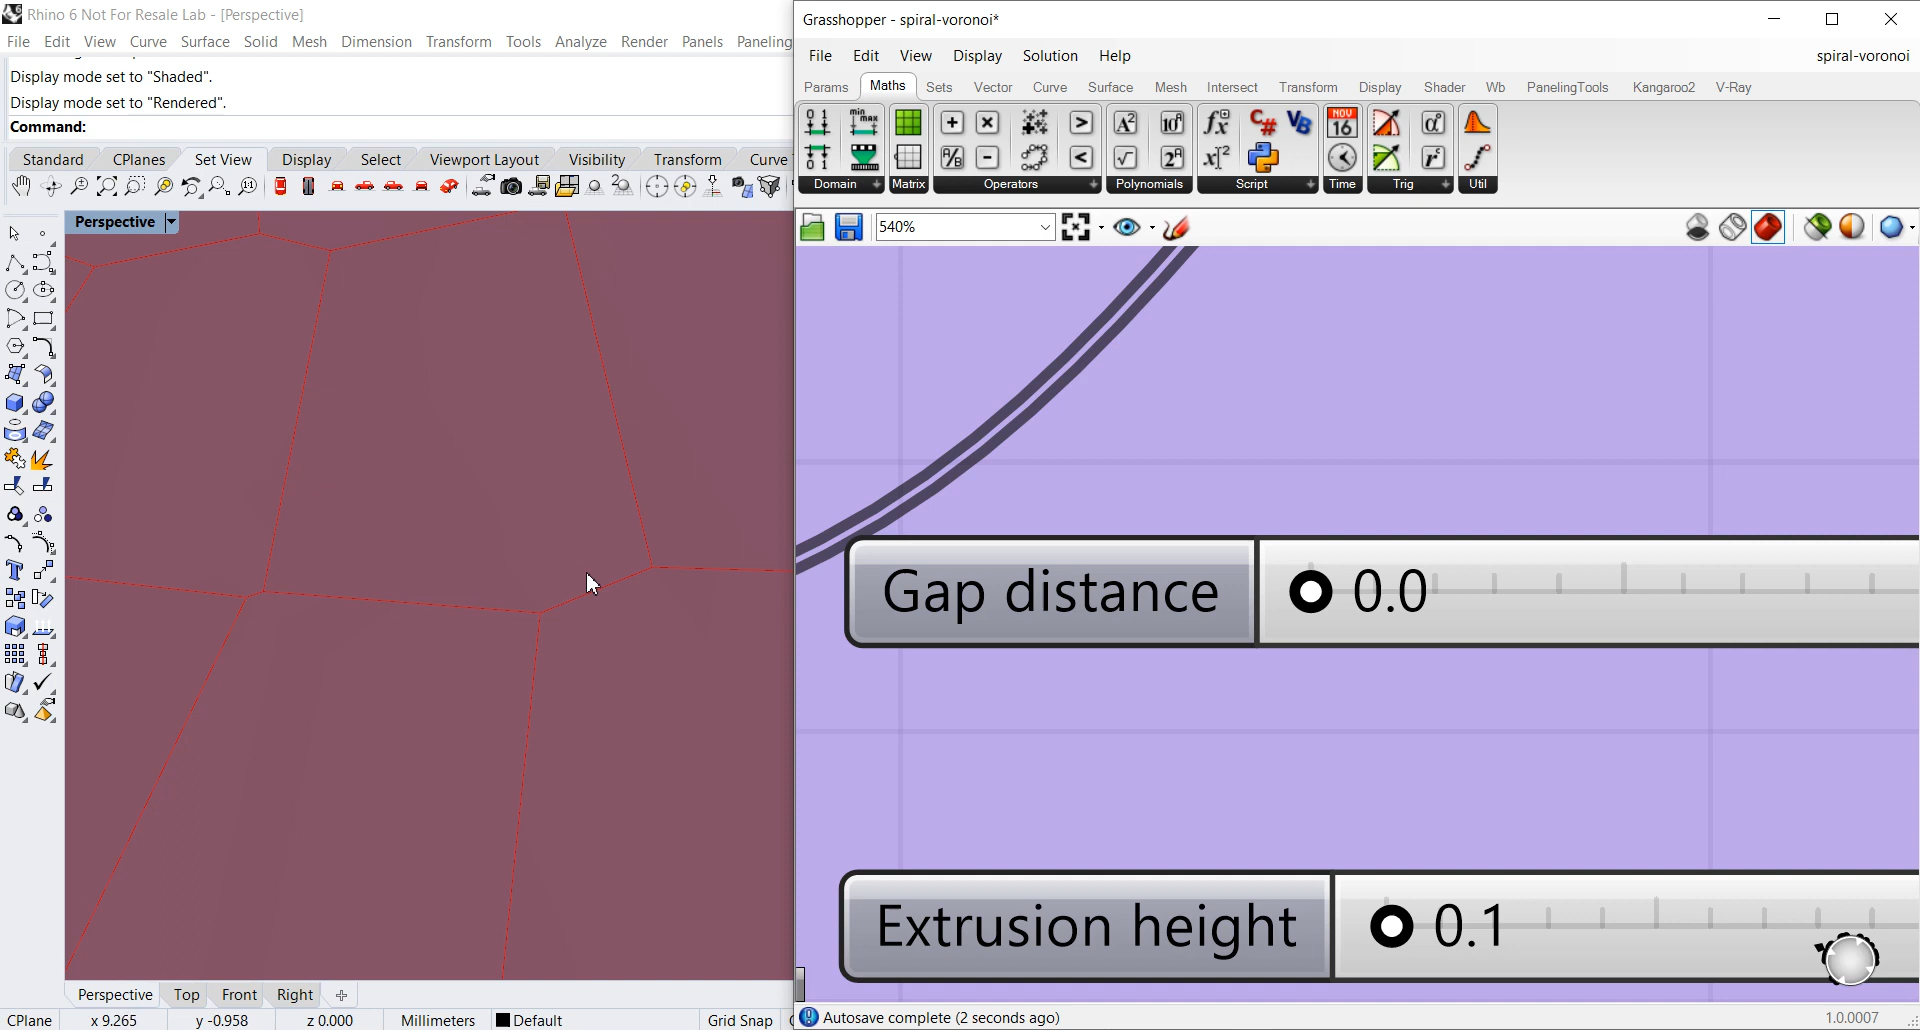 Rhino 6 Not For Resale Lab - [Perspective]
File Edit View Curve Surface Solid Mesh Dimension Transform Tools Analyze Render Panels Paneling
Display mode set to "Shaded".
Display mode set to "Rendered".
Command:
Standard CPlanes Set View Display Select Viewport Layout Visibility Transform Curve
Perspective
Perspective Top Front Right
CPlane x 9.265 y -0.958 z 0.000 Millimeters Default Grid Snap
Grasshopper - spiral-voronoi*
File Edit View Display Solution Help spiral-voronoi
Params Maths Sets Vector Curve Surface Mesh Intersect Transform Display Shader Wb PanelingTools Kangaroo2 V-Ray
Domain Matrix Operators Polynomials Script Time Trig Util
540%
Gap distance 0.0
Extrusion height 0.1
Autosave complete (2 seconds ago) 1.0.0007